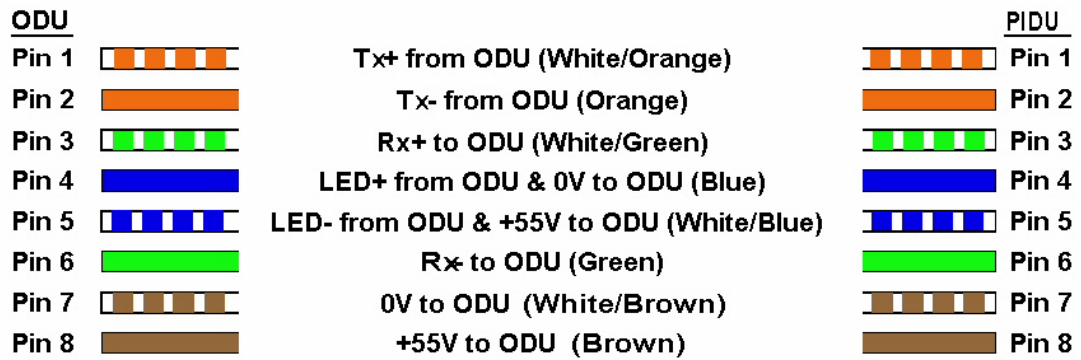 ODU PIDU
Pin 1 Tx+ from ODU (White/Orange) Pin 1
Pin 2 Tx- from ODU (Orange) Pin 2
Pin 3 Rx+ to ODU (White/Green) Pin 3
Pin 4 LED+ from ODU & 0V to ODU (Blue) Pin 4
Pin 5 LED- from ODU & +55V to ODU (White/Blue) Pin 5
Pin 6 Rx- to ODU (Green) Pin 6
Pin 7 0V to ODU (White/Brown) Pin 7
Pin 8 +55V to ODU (Brown) Pin 8